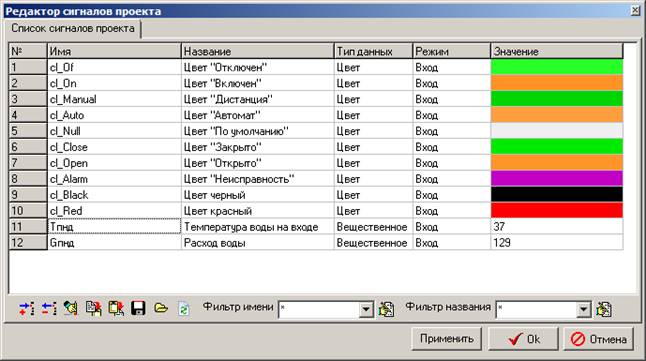 Редактор сигналов проекта
Список сигналов проекта
№ Имя Название Тип данных Режим Значение
1 cl_Of Цвет "Отключен" Цвет Вход
2 cl_On Цвет "Включен" Цвет Вход
3 cl_Manual Цвет "Дистанция" Цвет Вход
4 cl_Auto Цвет "Автомат" Цвет Вход
5 cl_Null Цвет "По умолчанию" Цвет Вход
6 cl_Close Цвет "Закрыто" Цвет Вход
7 cl_Open Цвет "Открыто" Цвет Вход
8 cl_Alarm Цвет "Неисправность" Цвет Вход
9 cl_Black Цвет черный Цвет Вход
10 cl_Red Цвет красный Цвет Вход
11 Тпнд Температура воды на входе Вещественное Вход 37
12 Gпнд Расход воды Вещественное Вход 129
Фильтр имени * Фильтр названия *
Применить Ok Отмена